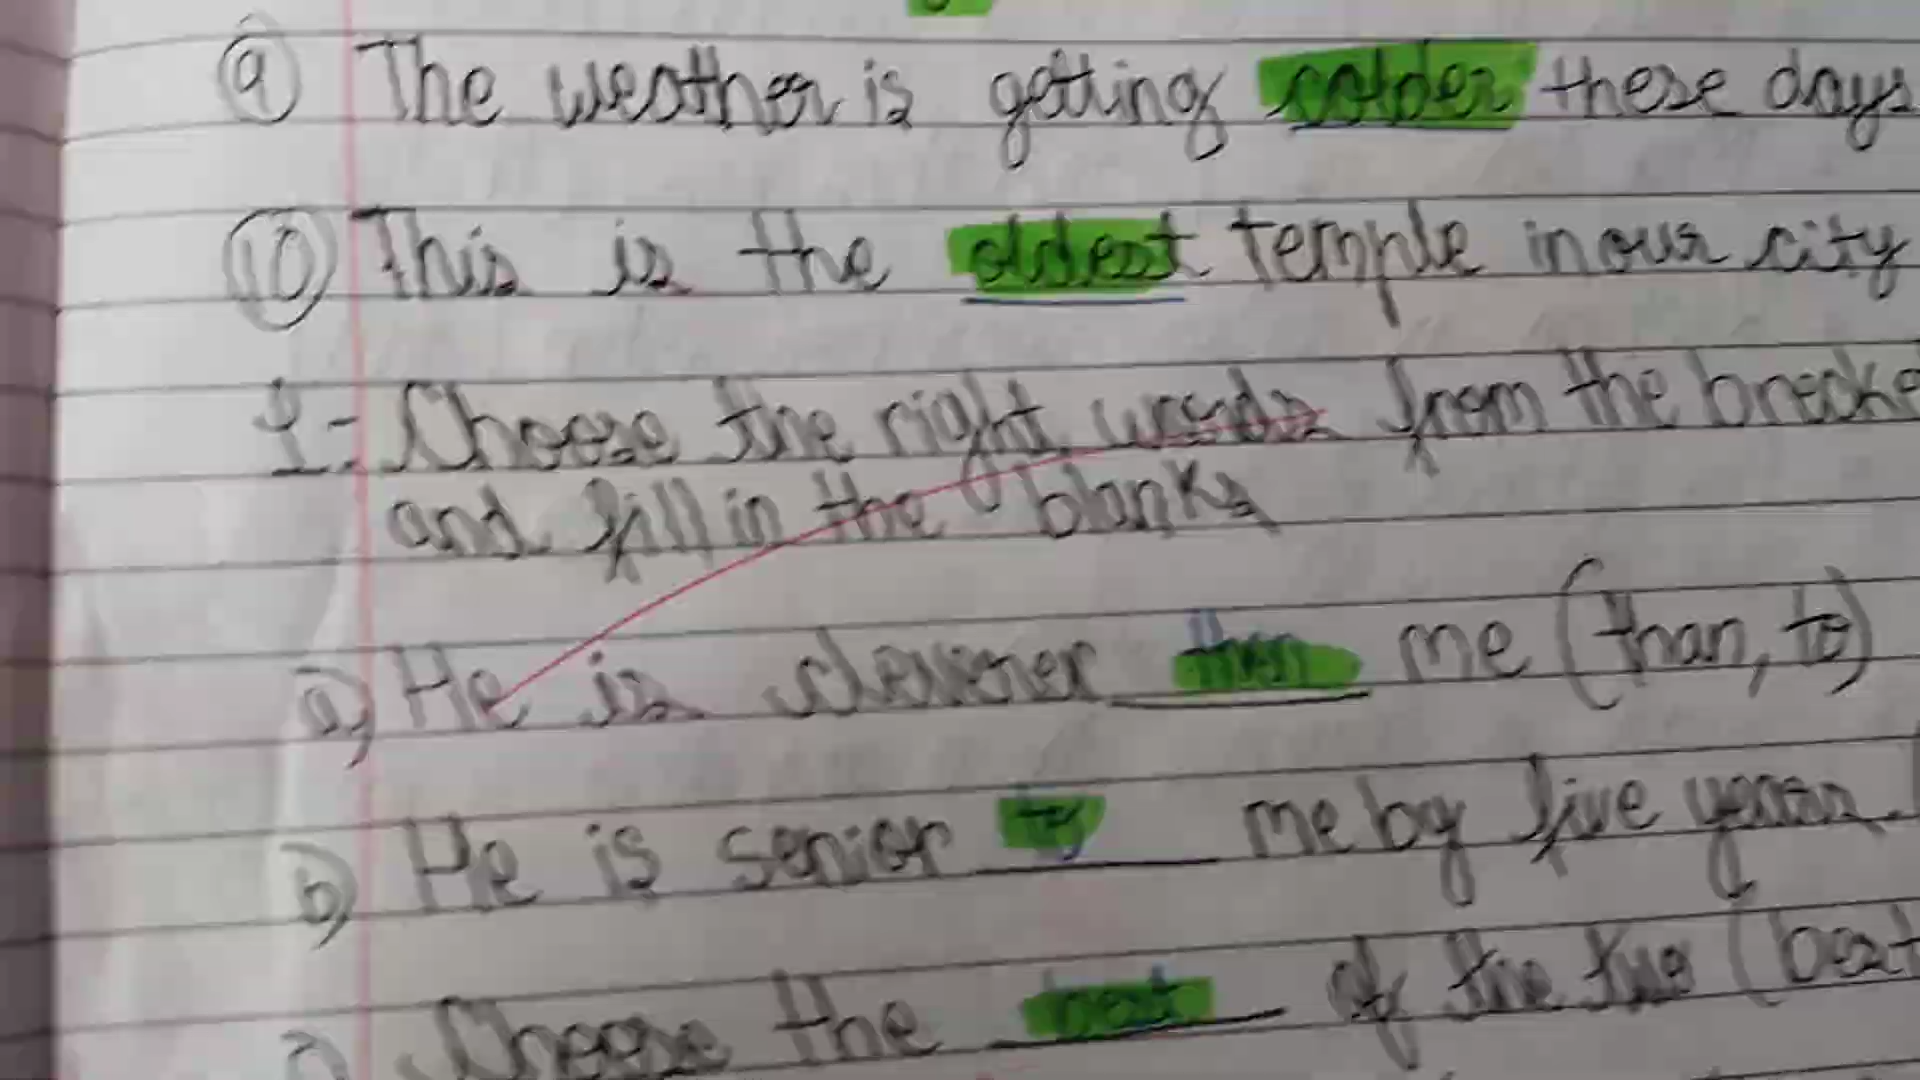 9 The weather is getting colder these days
10 This is the oldest temple in our city
I:- Choose the right words from the
and fill in the blanks
a) He is cleverer then me (than, to)
b) He is senior to me by five years.
Choose the best of the two (best